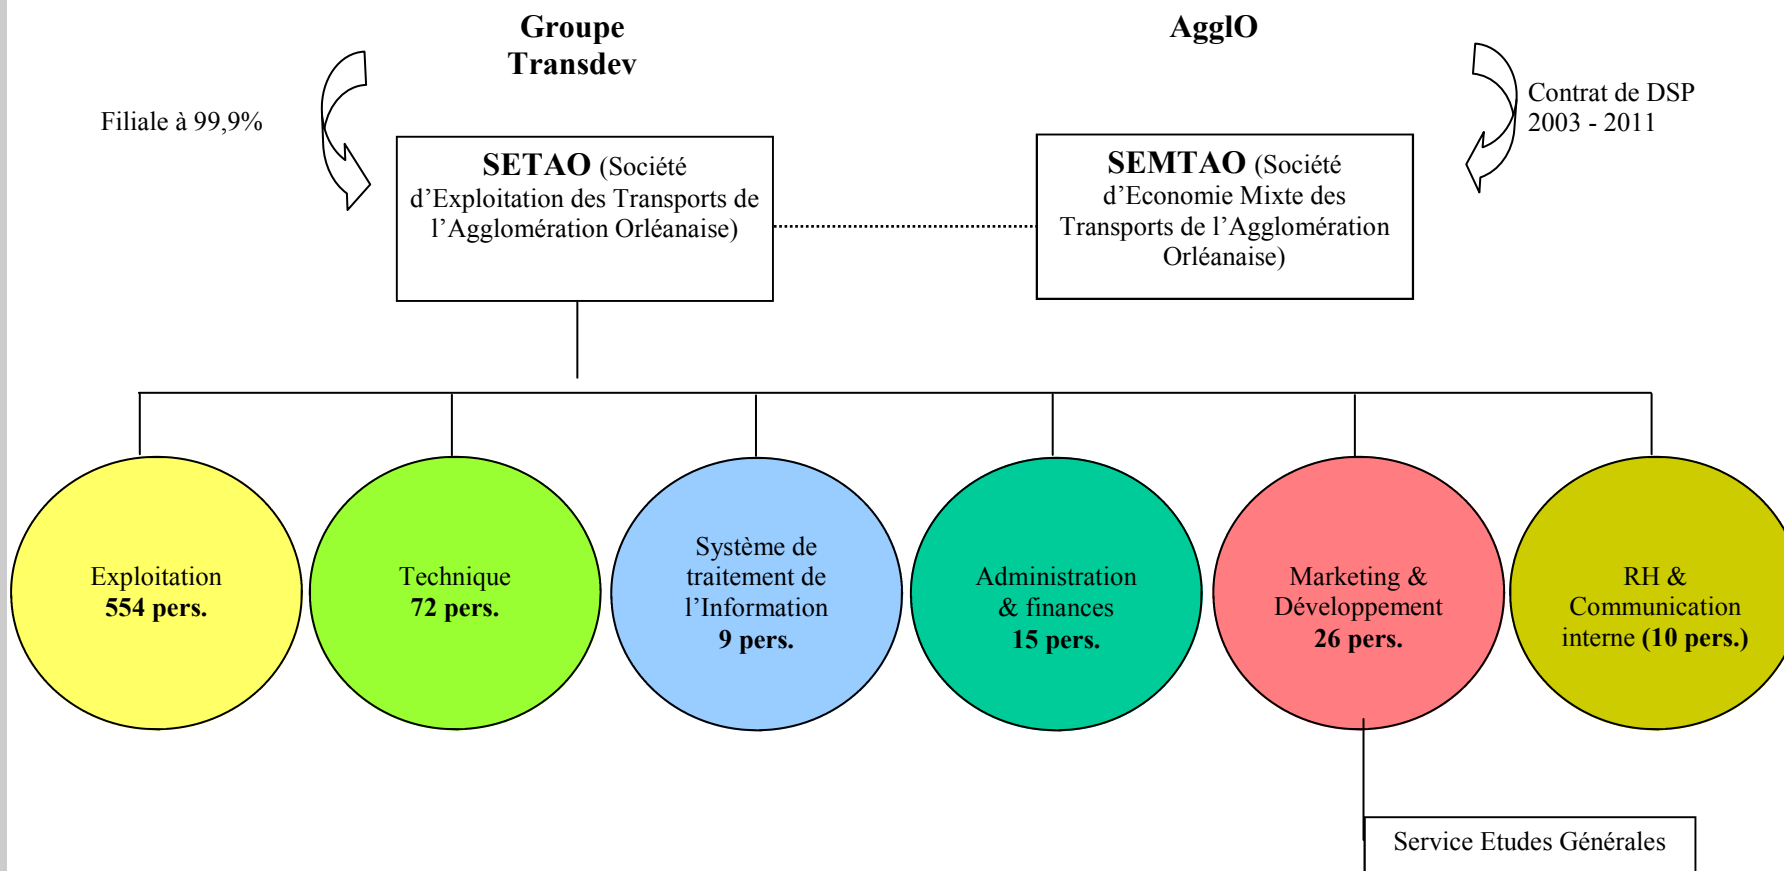 Groupe
Transdev
AgglO
Filiale à 99,9%
Contrat de DSP
2003 - 2011
SETAO (Société
d’Exploitation des Transports de
l’Agglomération Orléanaise)
SEMTAO (Société
d’Economie Mixte des
Transports de l’Agglomération
Orléanaise)
Exploitation
554 pers.
Technique
72 pers.
Système de
traitement de
l’Information
9 pers.
Administration
& finances
15 pers.
Marketing &
Développement
26 pers.
RH &
Communication
interne (10 pers.)
Service Etudes Générales